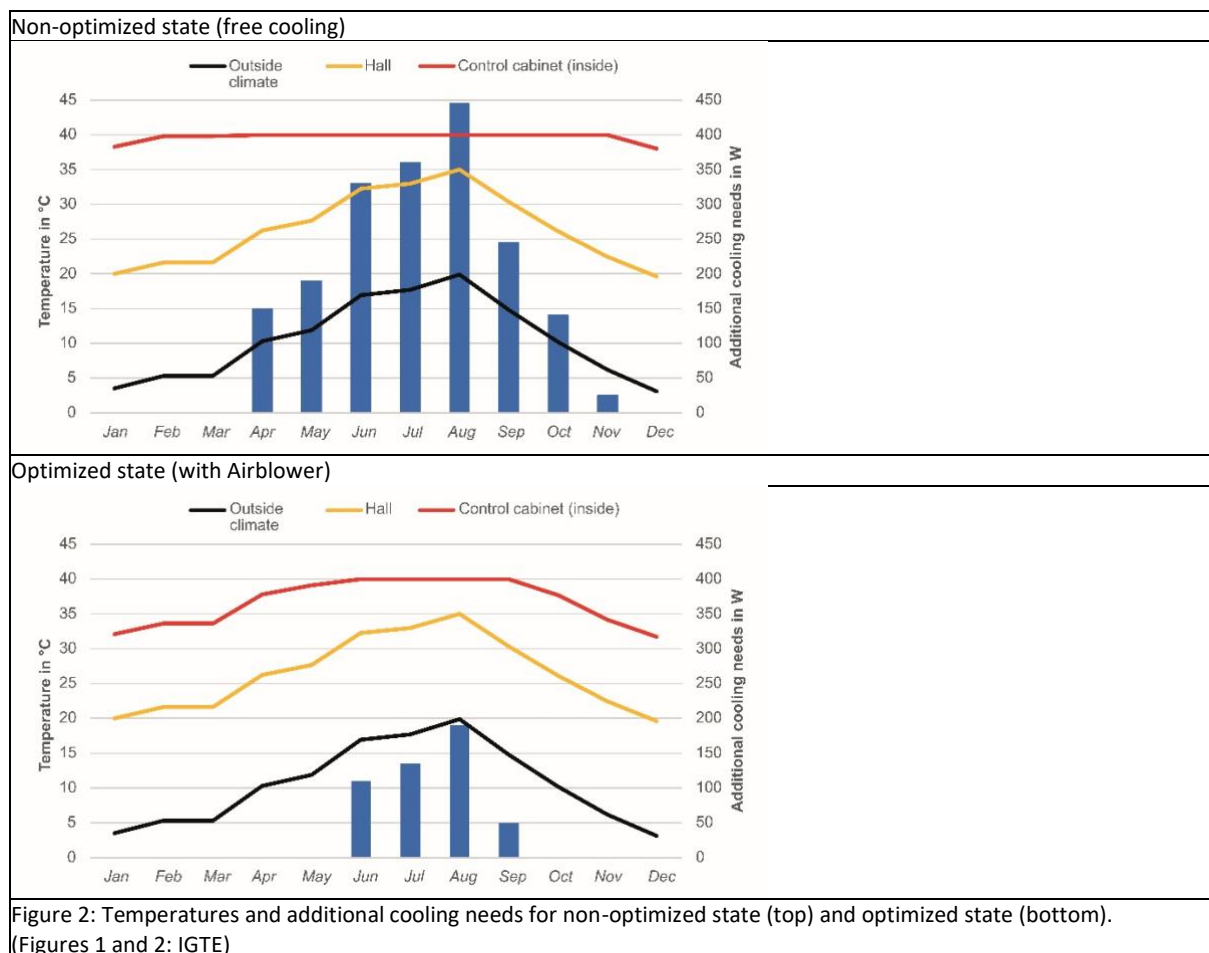 Non-optimized state (free cooling)
Outside climate
Hall
Control cabinet (inside)
45
40
35
30
25
20
15
10
5
0
Temperature in °C
450
400
350
300
250
200
150
100
50
0
Additional cooling needs in W
Jan Feb Mar Apr May Jun Jul Aug Sep Oct Nov Dec
Optimized state (with Airblower)
Outside climate
Hall
Control cabinet (inside)
45
40
35
30
25
20
15
10
5
0
Temperature in °C
450
400
350
300
250
200
150
100
50
0
Additional cooling needs in W
Jan Feb Mar Apr May Jun Jul Aug Sep Oct Nov Dec
Figure 2: Temperatures and additional cooling needs for non-optimized state (top) and optimized state (bottom).
(Figures 1 and 2: IGTE)